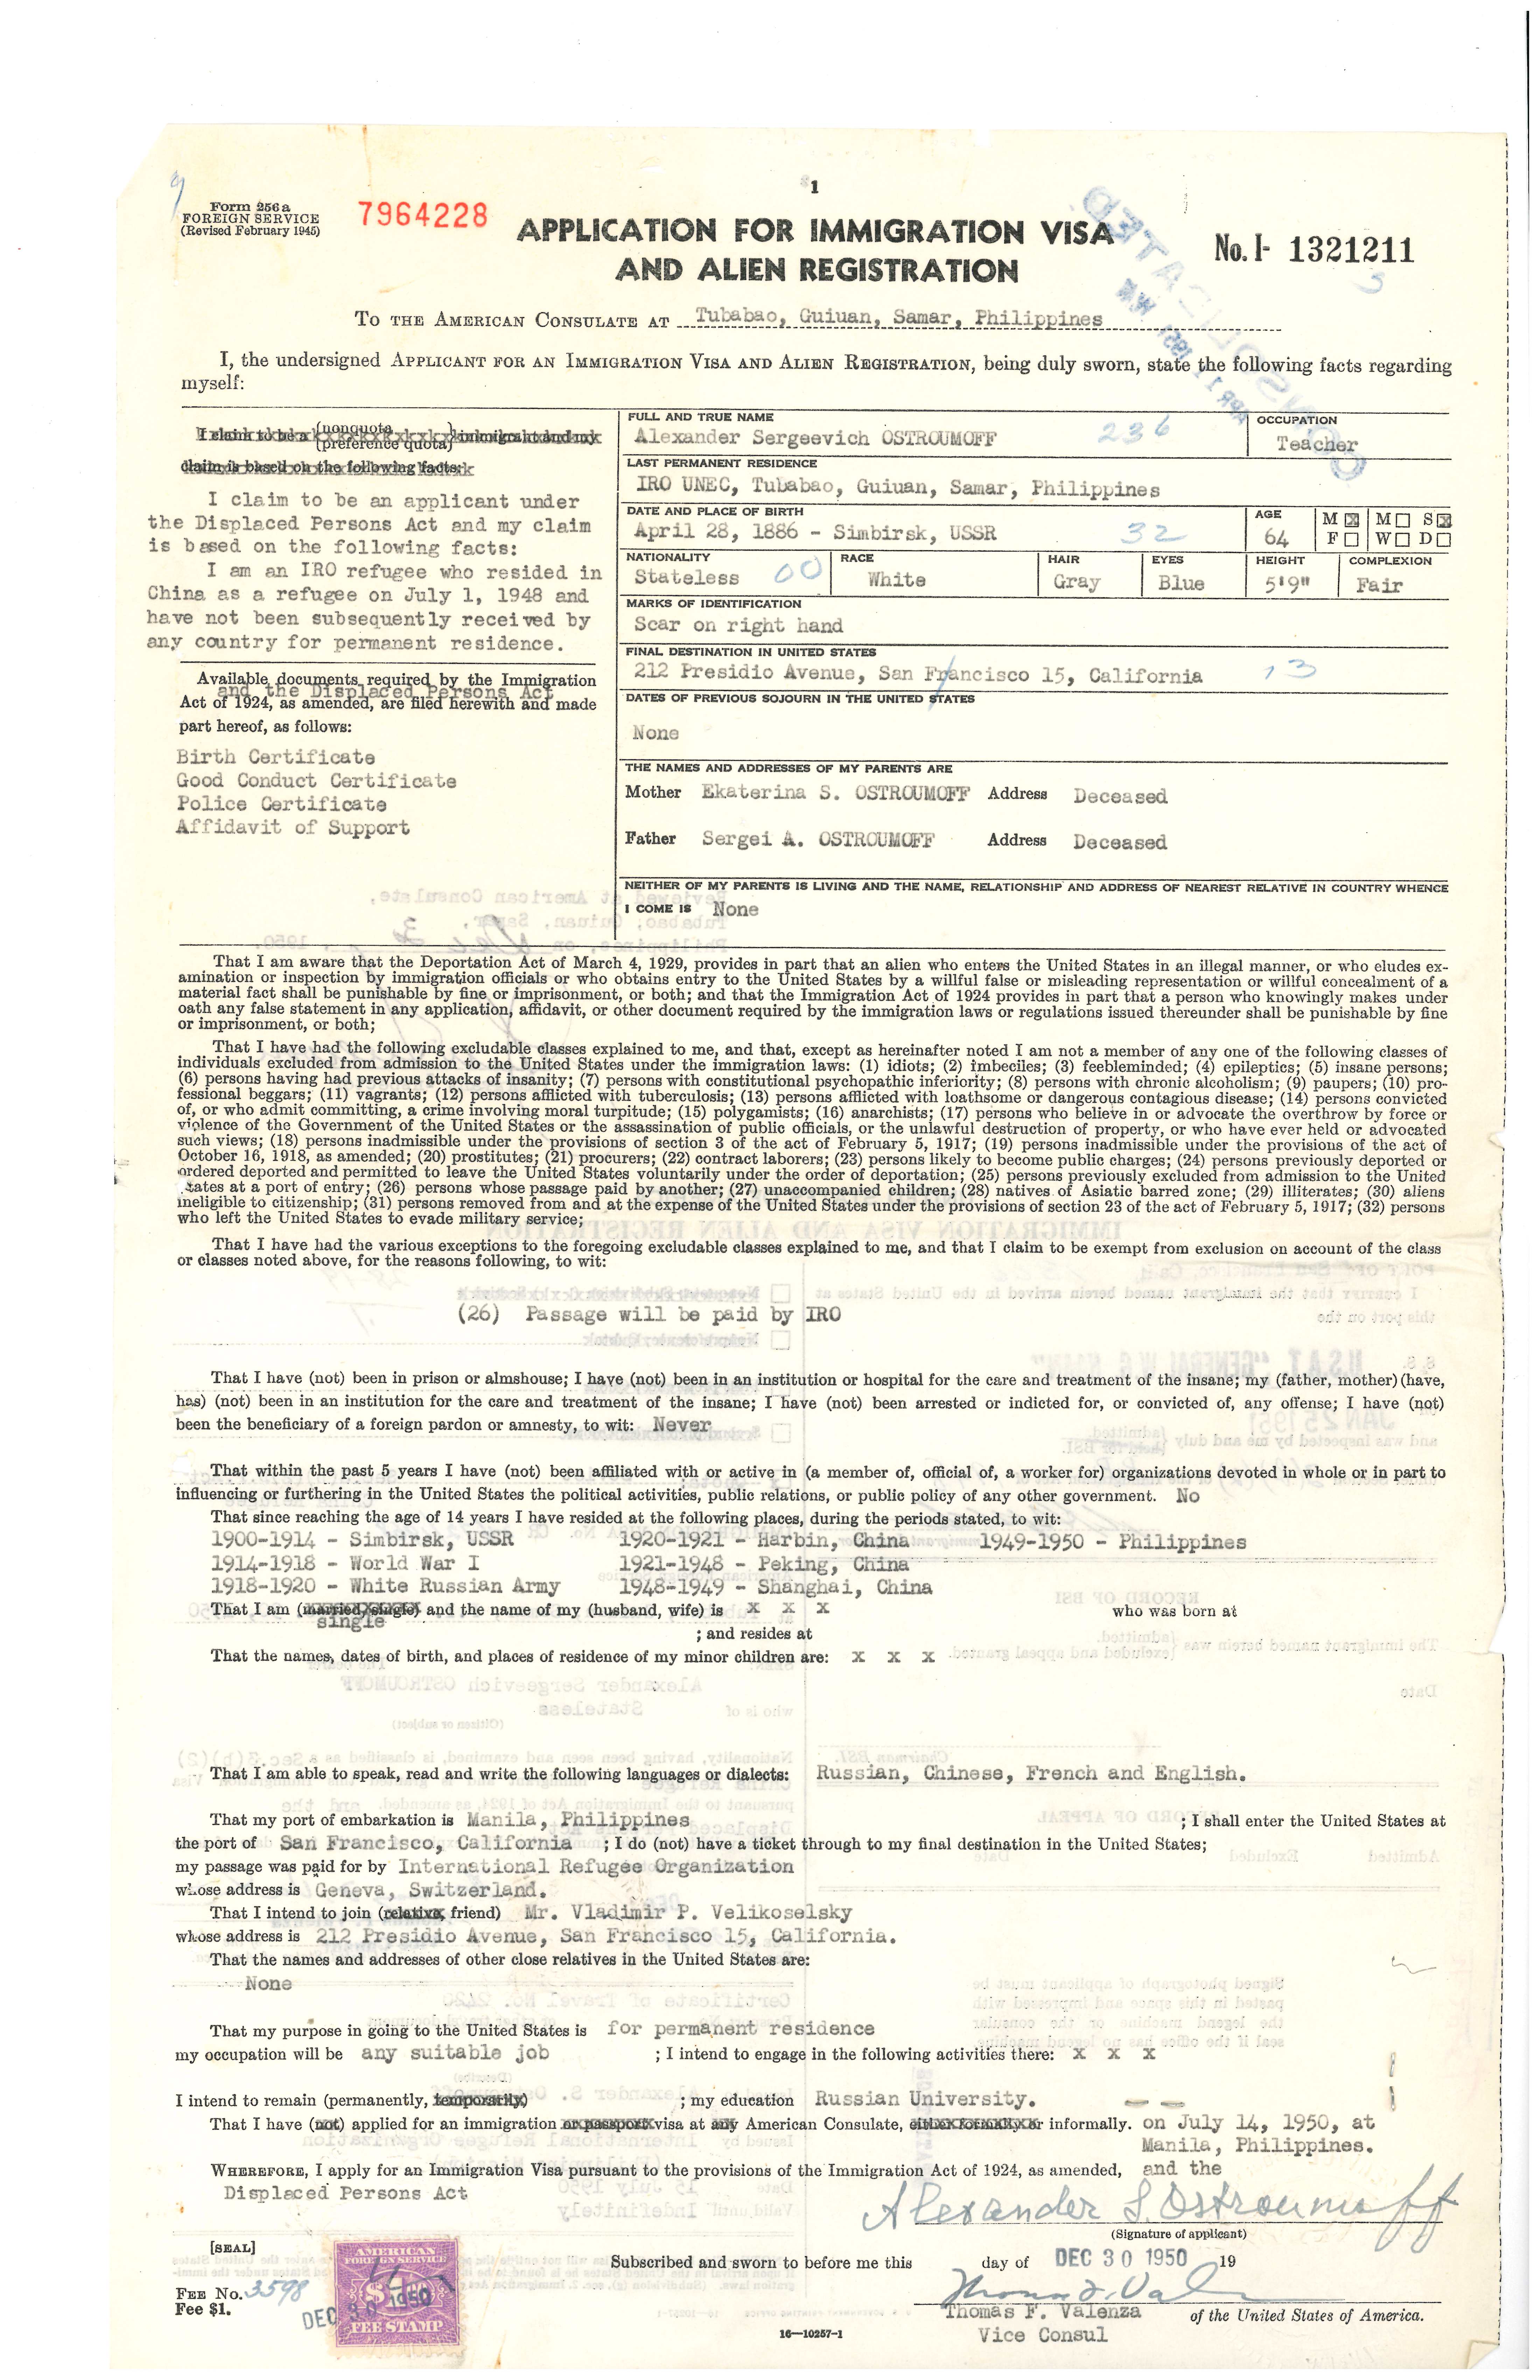 1
Form 256a
FOREIGN SERVICE
(Revised February 1945)
7964228
APPLICATION FOR IMMIGRATION VISA
AND ALIEN REGISTRATION
No. I- 1321211
3
TO THE AMERICAN CONSULATE AT Tubabao, Guiuan, Samar, Philippines
I, the undersigned APPLICANT FOR AN IMMIGRATION VISA AND ALIEN REGISTRATION, being duly sworn, state the following facts regarding
myself:
I claim to be a {nonquota preference quota} immigrant and my
claim is based on the following facts:
I claim to be an applicant under
the Displaced Persons Act and my claim
is based on the following facts:
I am an IRO refugee who resided in
China as a refugee on July 1, 1948 and
have not been subsequently received by
any country for permanent residence.
Available documents required by the Immigration
and the Displaced Persons Act
Act of 1924, as amended, are filed herewith and made
part hereof, as follows:
Birth Certificate
Good Conduct Certificate
Police Certificate
Affidavit of Support
FULL AND TRUE NAME
Alexander Sergeevich OSTROUMOFF 236
OCCUPATION
Teacher
LAST PERMANENT RESIDENCE
IRO UNEC, Tubabao, Guiuan, Samar, Philippines
DATE AND PLACE OF BIRTH
April 28, 1886 - Simbirsk, USSR 32
AGE
64
M ☒ M ☐ S ☒
F ☐ W ☐ D ☐
NATIONALITY
Stateless 00
RACE
White
HAIR
Gray
EYES
Blue
HEIGHT
5'9"
COMPLEXION
Fair
MARKS OF IDENTIFICATION
Scar on right hand
FINAL DESTINATION IN UNITED STATES
212 Presidio Avenue, San Francisco 15, California 13
DATES OF PREVIOUS SOJOURN IN THE UNITED STATES
None
THE NAMES AND ADDRESSES OF MY PARENTS ARE
Mother Ekaterina S. OSTROUMOFF Address Deceased
Father Sergei A. OSTROUMOFF Address Deceased
NEITHER OF MY PARENTS IS LIVING AND THE NAME, RELATIONSHIP AND ADDRESS OF NEAREST RELATIVE IN COUNTRY WHENCE
I COME IS None
That I am aware that the Deportation Act of March 4, 1929, provides in part that an alien who enters the United States in an illegal manner, or who eludes ex-
amination or inspection by immigration officials or who obtains entry to the United States by a willful false or misleading representation or willful concealment of a
material fact shall be punishable by fine or imprisonment, or both; and that the Immigration Act of 1924 provides in part that a person who knowingly makes under
oath any false statement in any application, affidavit, or other document required by the immigration laws or regulations issued thereunder shall be punishable by fine
or imprisonment, or both;
That I have had the following excludable classes explained to me, and that, except as hereinafter noted I am not a member of any one of the following classes of
individuals excluded from admission to the United States under the immigration laws: (1) idiots; (2) imbeciles; (3) feebleminded; (4) epileptics; (5) insane persons;
(6) persons having had previous attacks of insanity; (7) persons with constitutional psychopathic inferiority; (8) persons with chronic alcoholism; (9) paupers; (10) pro-
fessional beggars; (11) vagrants; (12) persons afflicted with tuberculosis; (13) persons afflicted with loathsome or dangerous contagious disease; (14) persons convicted
of, or who admit committing, a crime involving moral turpitude; (15) polygamists; (16) anarchists; (17) persons who believe in or advocate the overthrow by force or
violence of the Government of the United States or the assassination of public officials, or the unlawful destruction of property, or who have ever held or advocated
such views; (18) persons inadmissible under the provisions of section 3 of the act of February 5, 1917; (19) persons inadmissible under the provisions of the act of
October 16, 1918, as amended; (20) prostitutes; (21) procurers; (22) contract laborers; (23) persons likely to become public charges; (24) persons previously deported or
ordered deported and permitted to leave the United States voluntarily under the order of deportation; (25) persons previously excluded from admission to the United
States at a port of entry; (26) persons whose passage paid by another; (27) unaccompanied children; (28) natives of Asiatic barred zone; (29) illiterates; (30) aliens
ineligible to citizenship; (31) persons removed from and at the expense of the United States under the provisions of section 23 of the act of February 5, 1917; (32) persons
who left the United States to evade military service;
That I have had the various exceptions to the foregoing excludable classes explained to me, and that I claim to be exempt from exclusion on account of the class
or classes noted above, for the reasons following, to wit:
(26) Passage will be paid by IRO
That I have (not) been in prison or almshouse; I have (not) been in an institution or hospital for the care and treatment of the insane; my (father, mother) (have,
has) (not) been in an institution for the care and treatment of the insane; I have (not) been arrested or indicted for, or convicted of, any offense; I have (not)
been the beneficiary of a foreign pardon or amnesty, to wit: Never
That within the past 5 years I have (not) been affiliated with or active in (a member of, official of, a worker for) organizations devoted in whole or in part to
influencing or furthering in the United States the political activities, public relations, or public policy of any other government. No
That since reaching the age of 14 years I have resided at the following places, during the periods stated, to wit:
1900-1914 - Simbirsk, USSR 1920-1921 - Harbin, China 1949-1950 - Philippines
1914-1918 - World War I 1921-1948 - Peking, China
1918-1920 - White Russian Army 1948-1949 - Shanghai, China
That I am (married, single) and the name of my (husband, wife) is x x x who was born at
single
; and resides at
That the names, dates of birth, and places of residence of my minor children are: x x x
That I am able to speak, read and write the following languages or dialects: Russian, Chinese, French and English.
That my port of embarkation is Manila, Philippines ; I shall enter the United States at
the port of San Francisco, California ; I do (not) have a ticket through to my final destination in the United States;
my passage was paid for by International Refugee Organization
whose address is Geneva, Switzerland.
That I intend to join (relative, friend) Mr. Vladimir P. Velikoselsky
whose address is 212 Presidio Avenue, San Francisco 15, California.
That the names and addresses of other close relatives in the United States are:
None
That my purpose in going to the United States is for permanent residence
my occupation will be any suitable job ; I intend to engage in the following activities there: x x x
I intend to remain (permanently, temporarily) ; my education Russian University.
That I have (not) applied for an immigration or passport visa at any American Consulate, either formally or informally. on July 14, 1950, at
Manila, Philippines.
WHEREFORE, I apply for an Immigration Visa pursuant to the provisions of the Immigration Act of 1924, as amended, and the
Displaced Persons Act
Alexander S. Ostroumoff
(Signature of applicant)
[SEAL]
Subscribed and sworn to before me this day of DEC 30 1950 19
FEE No. 3598
Fee $1.
AMERICAN
FOREIGN SERVICE
$1
DEC 30 1950
FEE STAMP
Thomas F. Valenza of the United States of America.
Vice Consul
16—10257-1